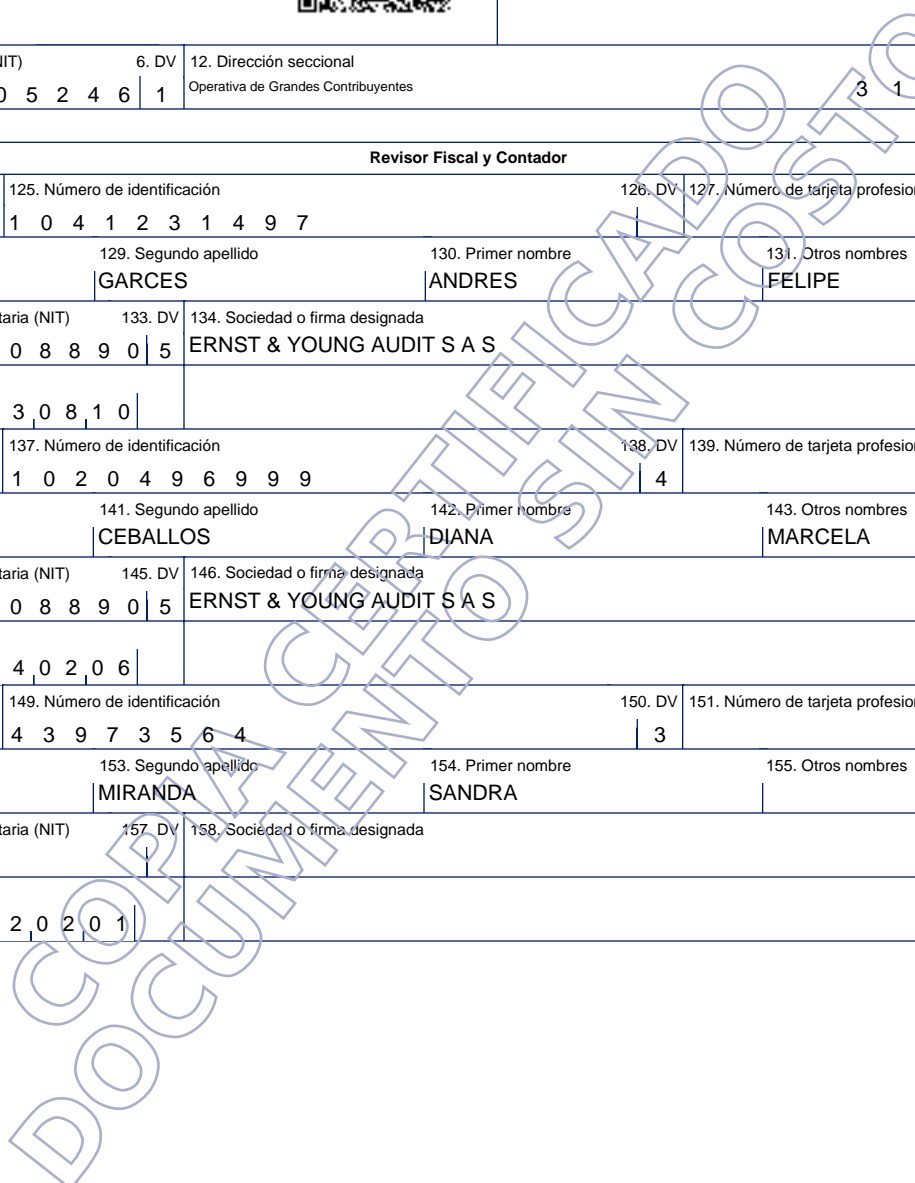 NIT) 6. DV 12. Dirección seccional
0 5 2 4 6 1 Operativa de Grandes Contribuyentes 3 1
Revisor Fiscal y Contador
125. Número de identificación 126. DV 127. Número de tarjeta profesion
1 0 4 1 2 3 1 4 9 7
129. Segundo apellido 130. Primer nombre 131. Otros nombres
GARCES ANDRES FELIPE
taria (NIT) 133. DV 134. Sociedad o firma designada
0 8 8 9 0 5 ERNST & YOUNG AUDIT S A S
3 0 8 1 0
137. Número de identificación 138. DV 139. Número de tarjeta profesion
1 0 2 0 4 9 6 9 9 9 4
141. Segundo apellido 142. Primer nombre 143. Otros nombres
CEBALLOS DIANA MARCELA
taria (NIT) 145. DV 146. Sociedad o firma designada
0 8 8 9 0 5 ERNST & YOUNG AUDIT S A S
4 0 2 0 6
149. Número de identificación 150. DV 151. Número de tarjeta profesion
4 3 9 7 3 5 6 4 3
153. Segundo apellido 154. Primer nombre 155. Otros nombres
MIRANDA SANDRA
taria (NIT) 157. DV 158. Sociedad o firma designada
2 0 2 0 1
COPIA CERTIFICADO
DOCUMENTO SIN COSTO